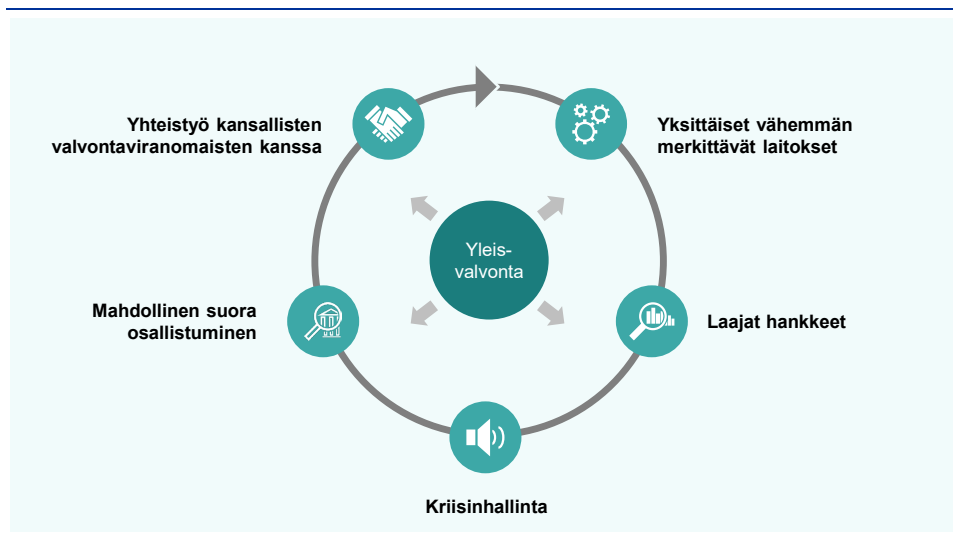 Yhteistyö kansallisten
valvontaviranomaisten kanssa
Yksittäiset vähemmän
merkittävät laitokset
Yleis-
valvonta
Mahdollinen suora
osallistuminen
Laajat hankkeet
Kriisinhallinta